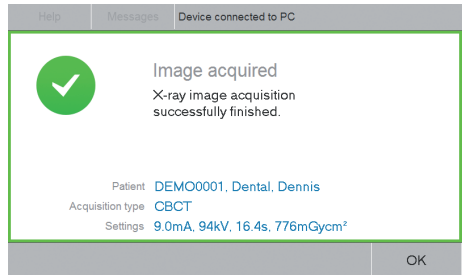 Help Messages Device connected to PC
Image acquired
X-ray image acquisition
successfully finished.
Patient DEMO0001, Dental, Dennis
Acquisition type CBCT
Settings 9.0mA, 94kV, 16.4s, 776mGycm²
OK